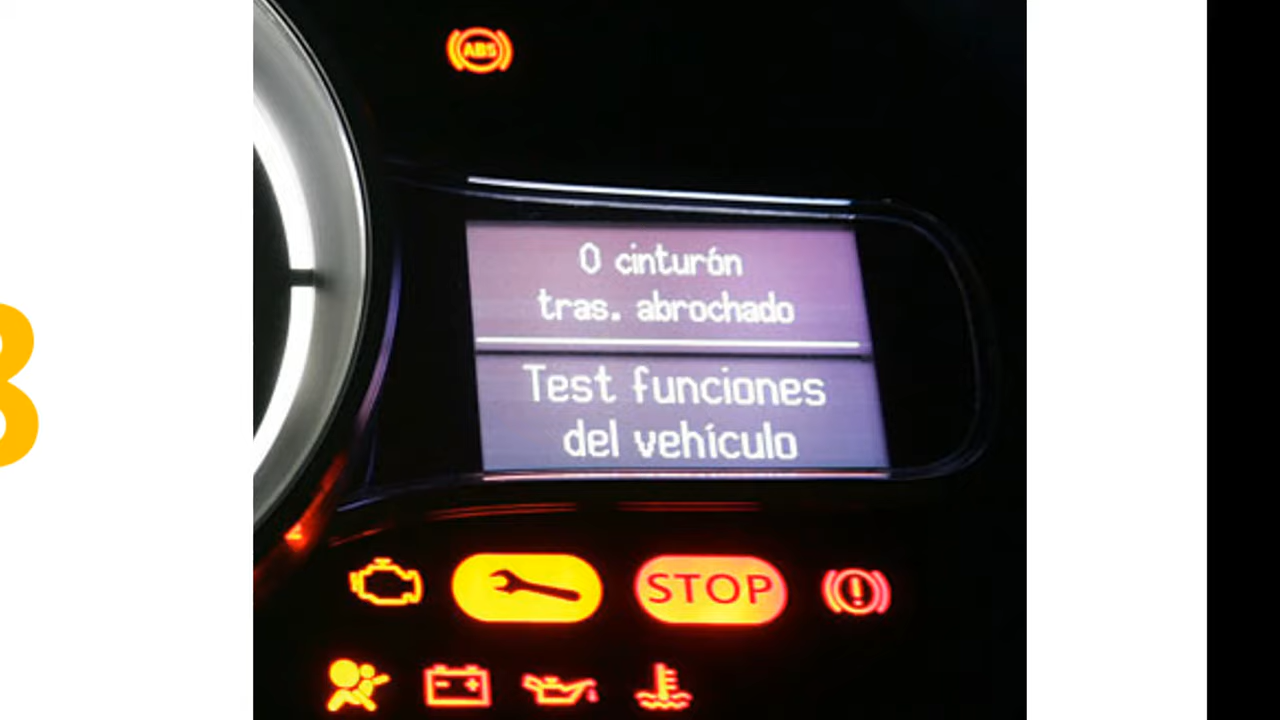 ABS
0 cinturón
tras. abrochado
Test funciones
del vehículo
STOP